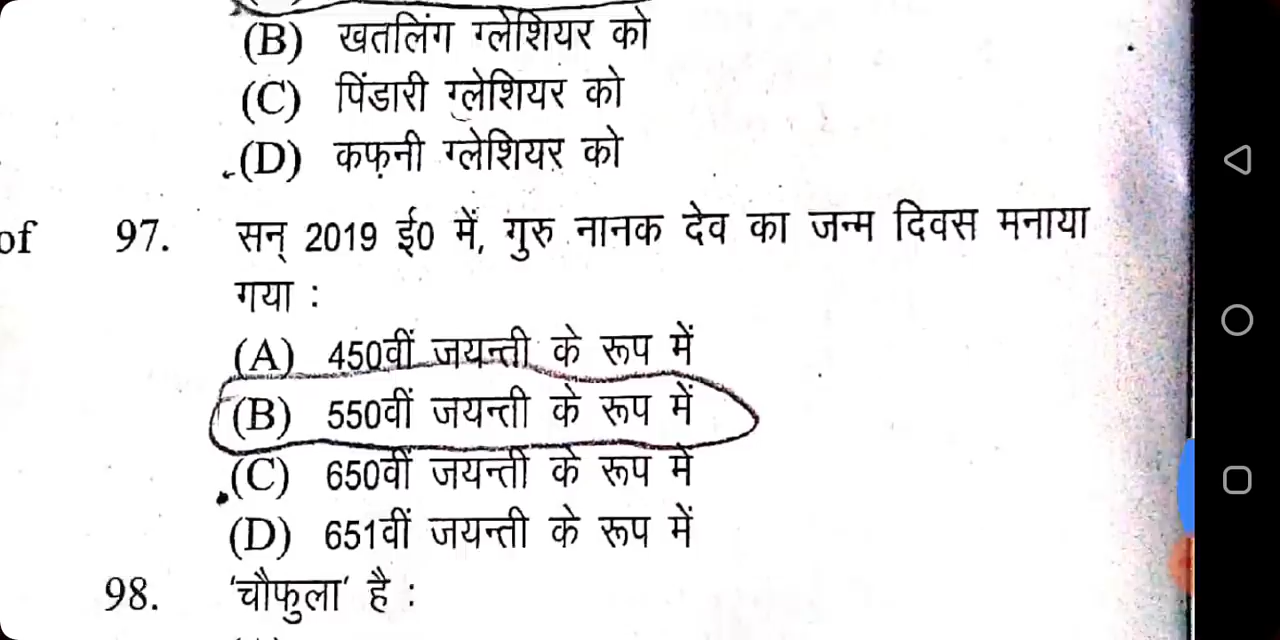 (B) खतलिंग ग्लेशियर को
(C) पिंडारी ग्लेशियर को
(D) कफ़नी ग्लेशियर को
of 97. सन् 2019 ई0 में, गुरु नानक देव का जन्म दिवस मनाया
गया :
(A) 450वीं जयन्ती के रूप में
(B) 550वीं जयन्ती के रूप में
(C) 650वीं जयन्ती के रूप में
(D) 651वीं जयन्ती के रूप में
98. 'चौफुला' है :